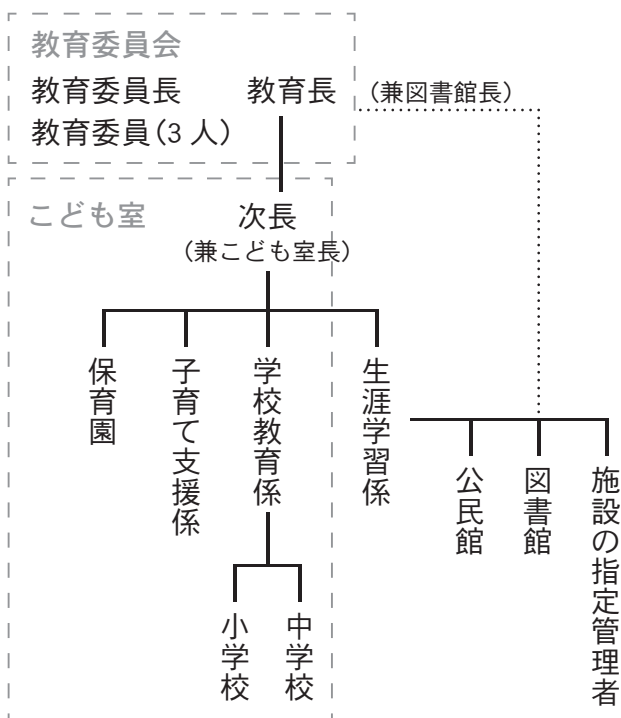 教育委員会
教育委員長 教育長 (兼図書館長)
教育委員(3人)
こども室 次長
(兼こども室長)
保育園
子育て支援係
学校教育係
生涯学習係
公民館
図書館
施設の指定管理者
小学校
中学校